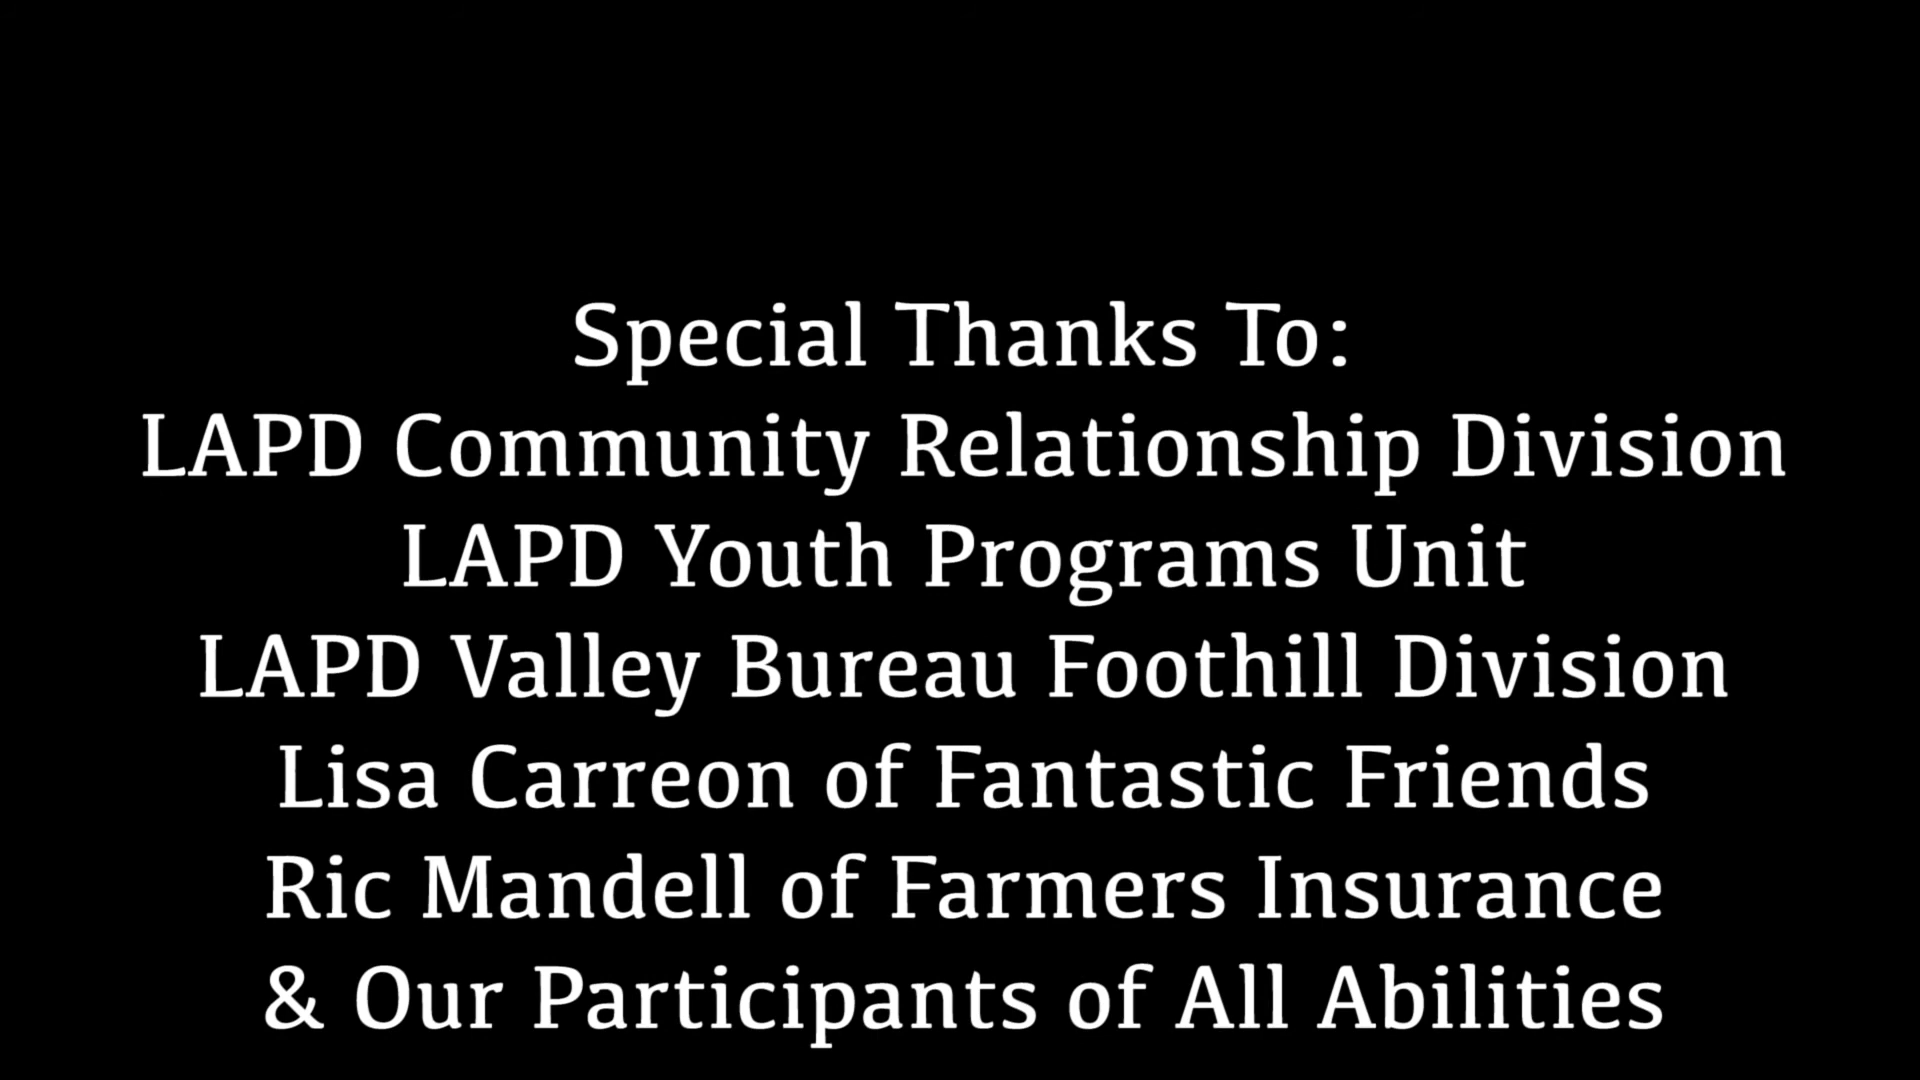 Special Thanks To:
LAPD Community Relationship Division
LAPD Youth Programs Unit
LAPD Valley Bureau Foothill Division
Lisa Carreon of Fantastic Friends
Ric Mandell of Farmers Insurance
& Our Participants of All Abilities